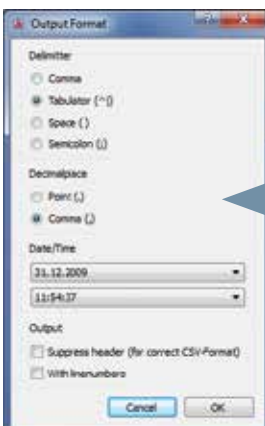 Output Format
Delimitter
Comma
Tabulator (^|)
Space ( )
Semicolon (;)
Decimalplace
Point (.)
Comma (,)
Date/Time
31.12.2009
11:54:37
Output
Suppress header (for correct CSV-Format)
With linenumbers
Cancel OK